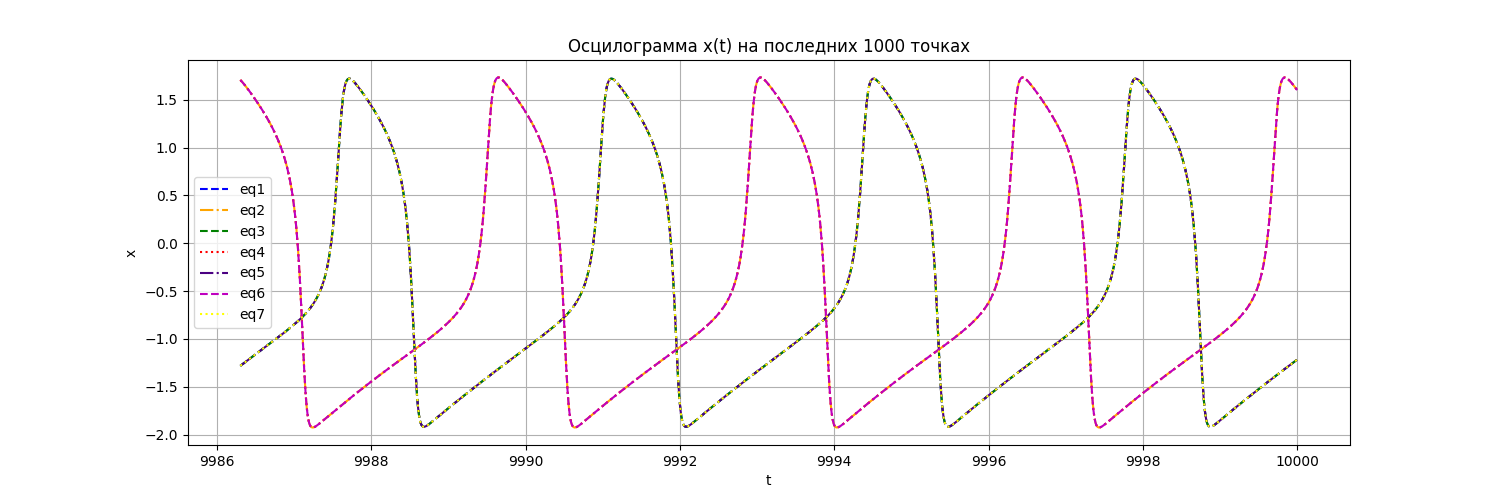 Осцилограмма x(t) на последних 1000 точках
x
1.5
1.0
0.5
0.0
−0.5
−1.0
−1.5
−2.0
eq1
eq2
eq3
eq4
eq5
eq6
eq7
9986
9988
9990
9992
9994
9996
9998
10000
t